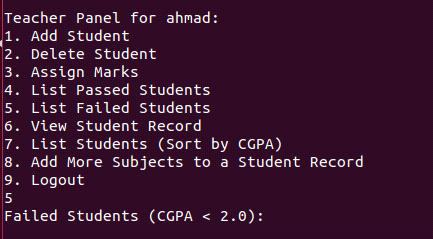 Teacher Panel for ahmad:
1. Add Student
2. Delete Student
3. Assign Marks
4. List Passed Students
5. List Failed Students
6. View Student Record
7. List Students (Sort by CGPA)
8. Add More Subjects to a Student Record
9. Logout
5
Failed Students (CGPA < 2.0):